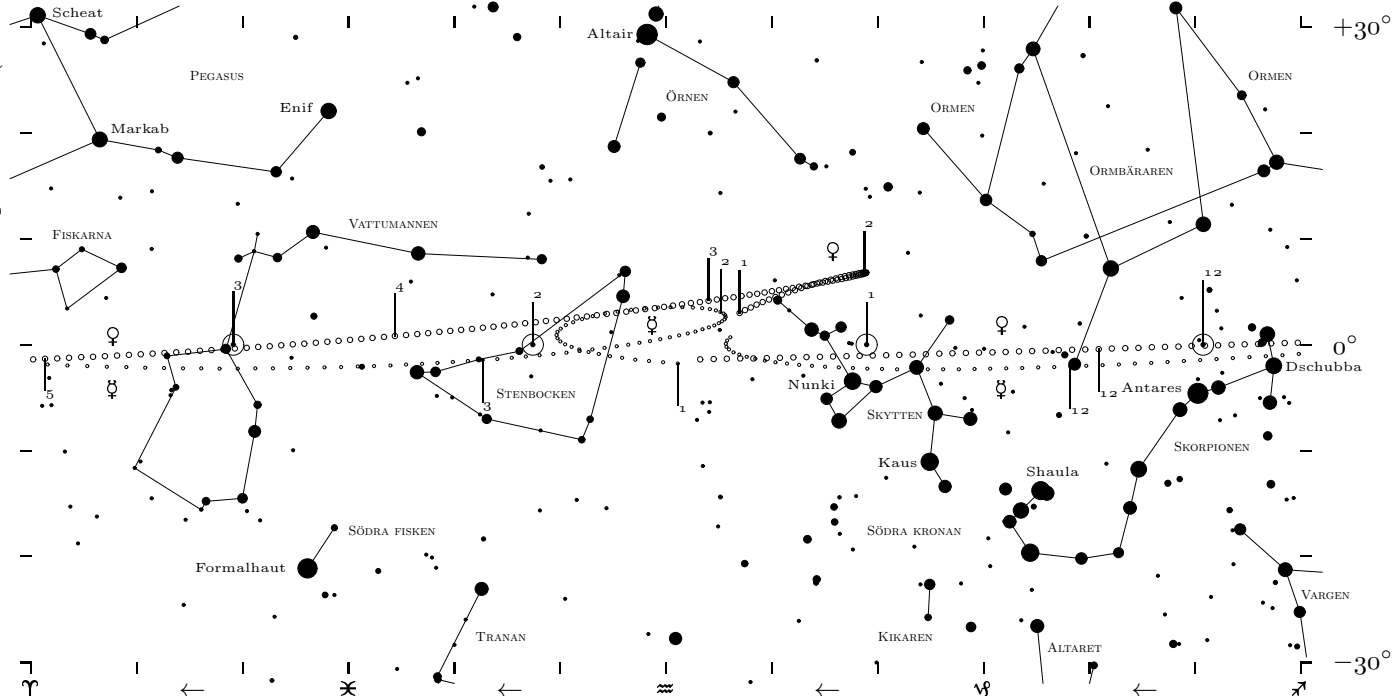 Scheat
Altair
+30°
PEGASUS
ORMEN
Enif
ÖRNEN
ORMEN
Markab
ORMBÄRAREN
FISKARNA
VATTUMANNEN
2
♀
3 2 1
3
4
2
1
12
♀
☿
♀
0°
5
☿
STENBOCKEN
3
1
Nunki
SKYTTEN
☿
12
12
Antares
Dschubba
Kaus
Shaula
SKORPIONEN
SÖDRA FISKEN
SÖDRA KRONAN
Formalhaut
VARGEN
TRANAN
KIKAREN
ALTARET
−30°
♈ ← ♓ ← ♒ ← ♑ ← ♐